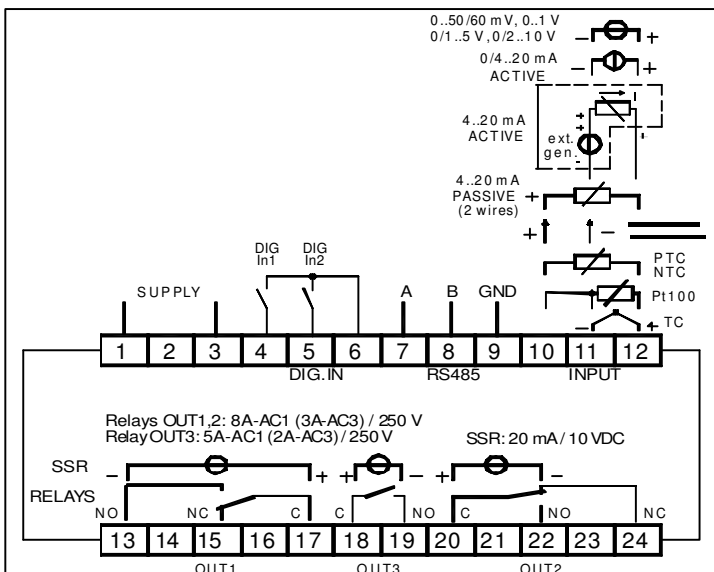 0..50/60 mV, 0..1 V
0/1..5 V, 0/2..10 V
− +
0/4..20 mA
ACTIVE
− +
4..20 mA
ACTIVE
+
+
ext.
gen.
-
4..20 mA
PASSIVE
(2 wires)
+
+ −
PTC
NTC
Pt100
− + TC
DIG
In1
DIG
In2
SUPPLY
A B GND
1 2 3 4 5 6 7 8 9 10 11 12
DIG.IN RS485 INPUT
Relays OUT1,2: 8A-AC1 (3A-AC3) / 250 V
Relay OUT3: 5A-AC1 (2A-AC3) / 250 V
SSR: 20 mA / 10 VDC
SSR − + + − + −
RELAYS
NO NC C C NO C NO NC
13 14 15 16 17 18 19 20 21 22 23 24
OUT1 OUT3 OUT2